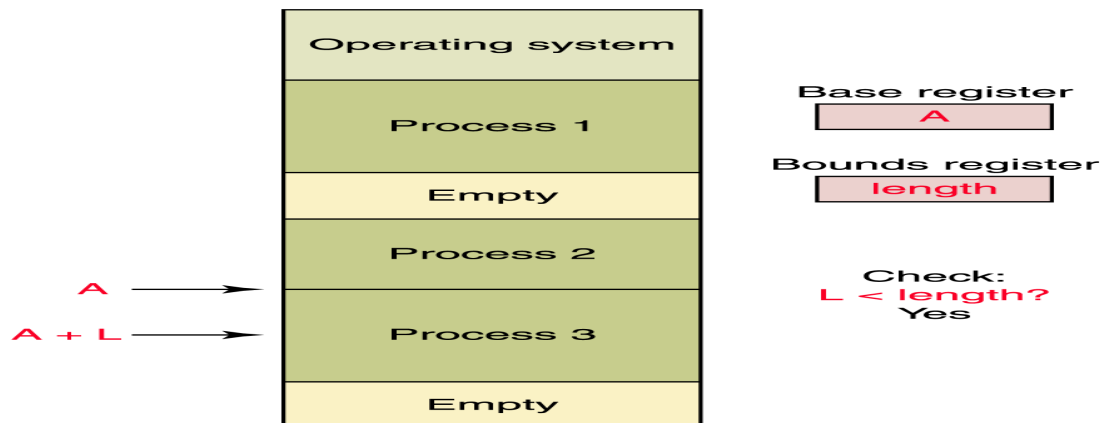 Operating system
Process 1
Empty
Process 2
Process 3
Empty
A
A + L
Base register
A
Bounds register
length
Check:
L < length?
Yes